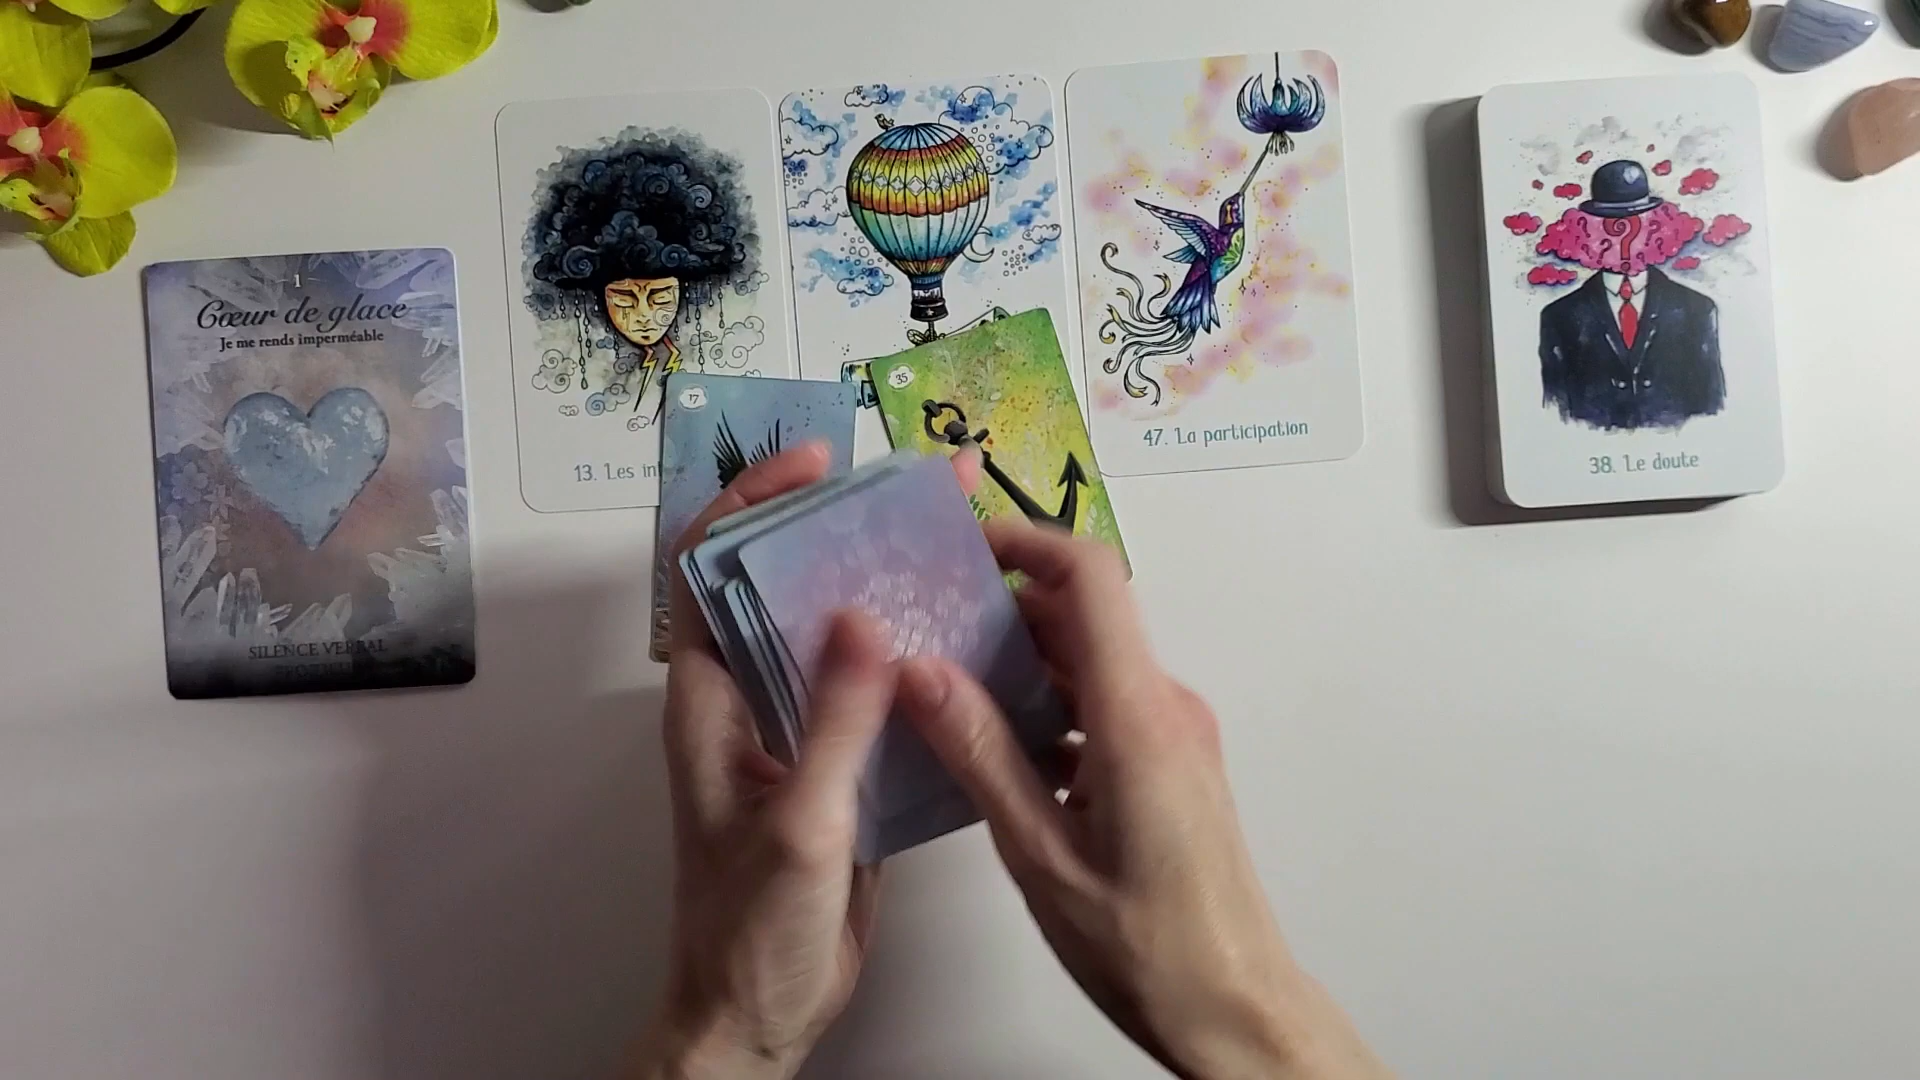 1
Cœur de glace
Je me rends imperméable
SILENCE VERBAL
13. Les in
17
35
47. La participation
38. Le doute